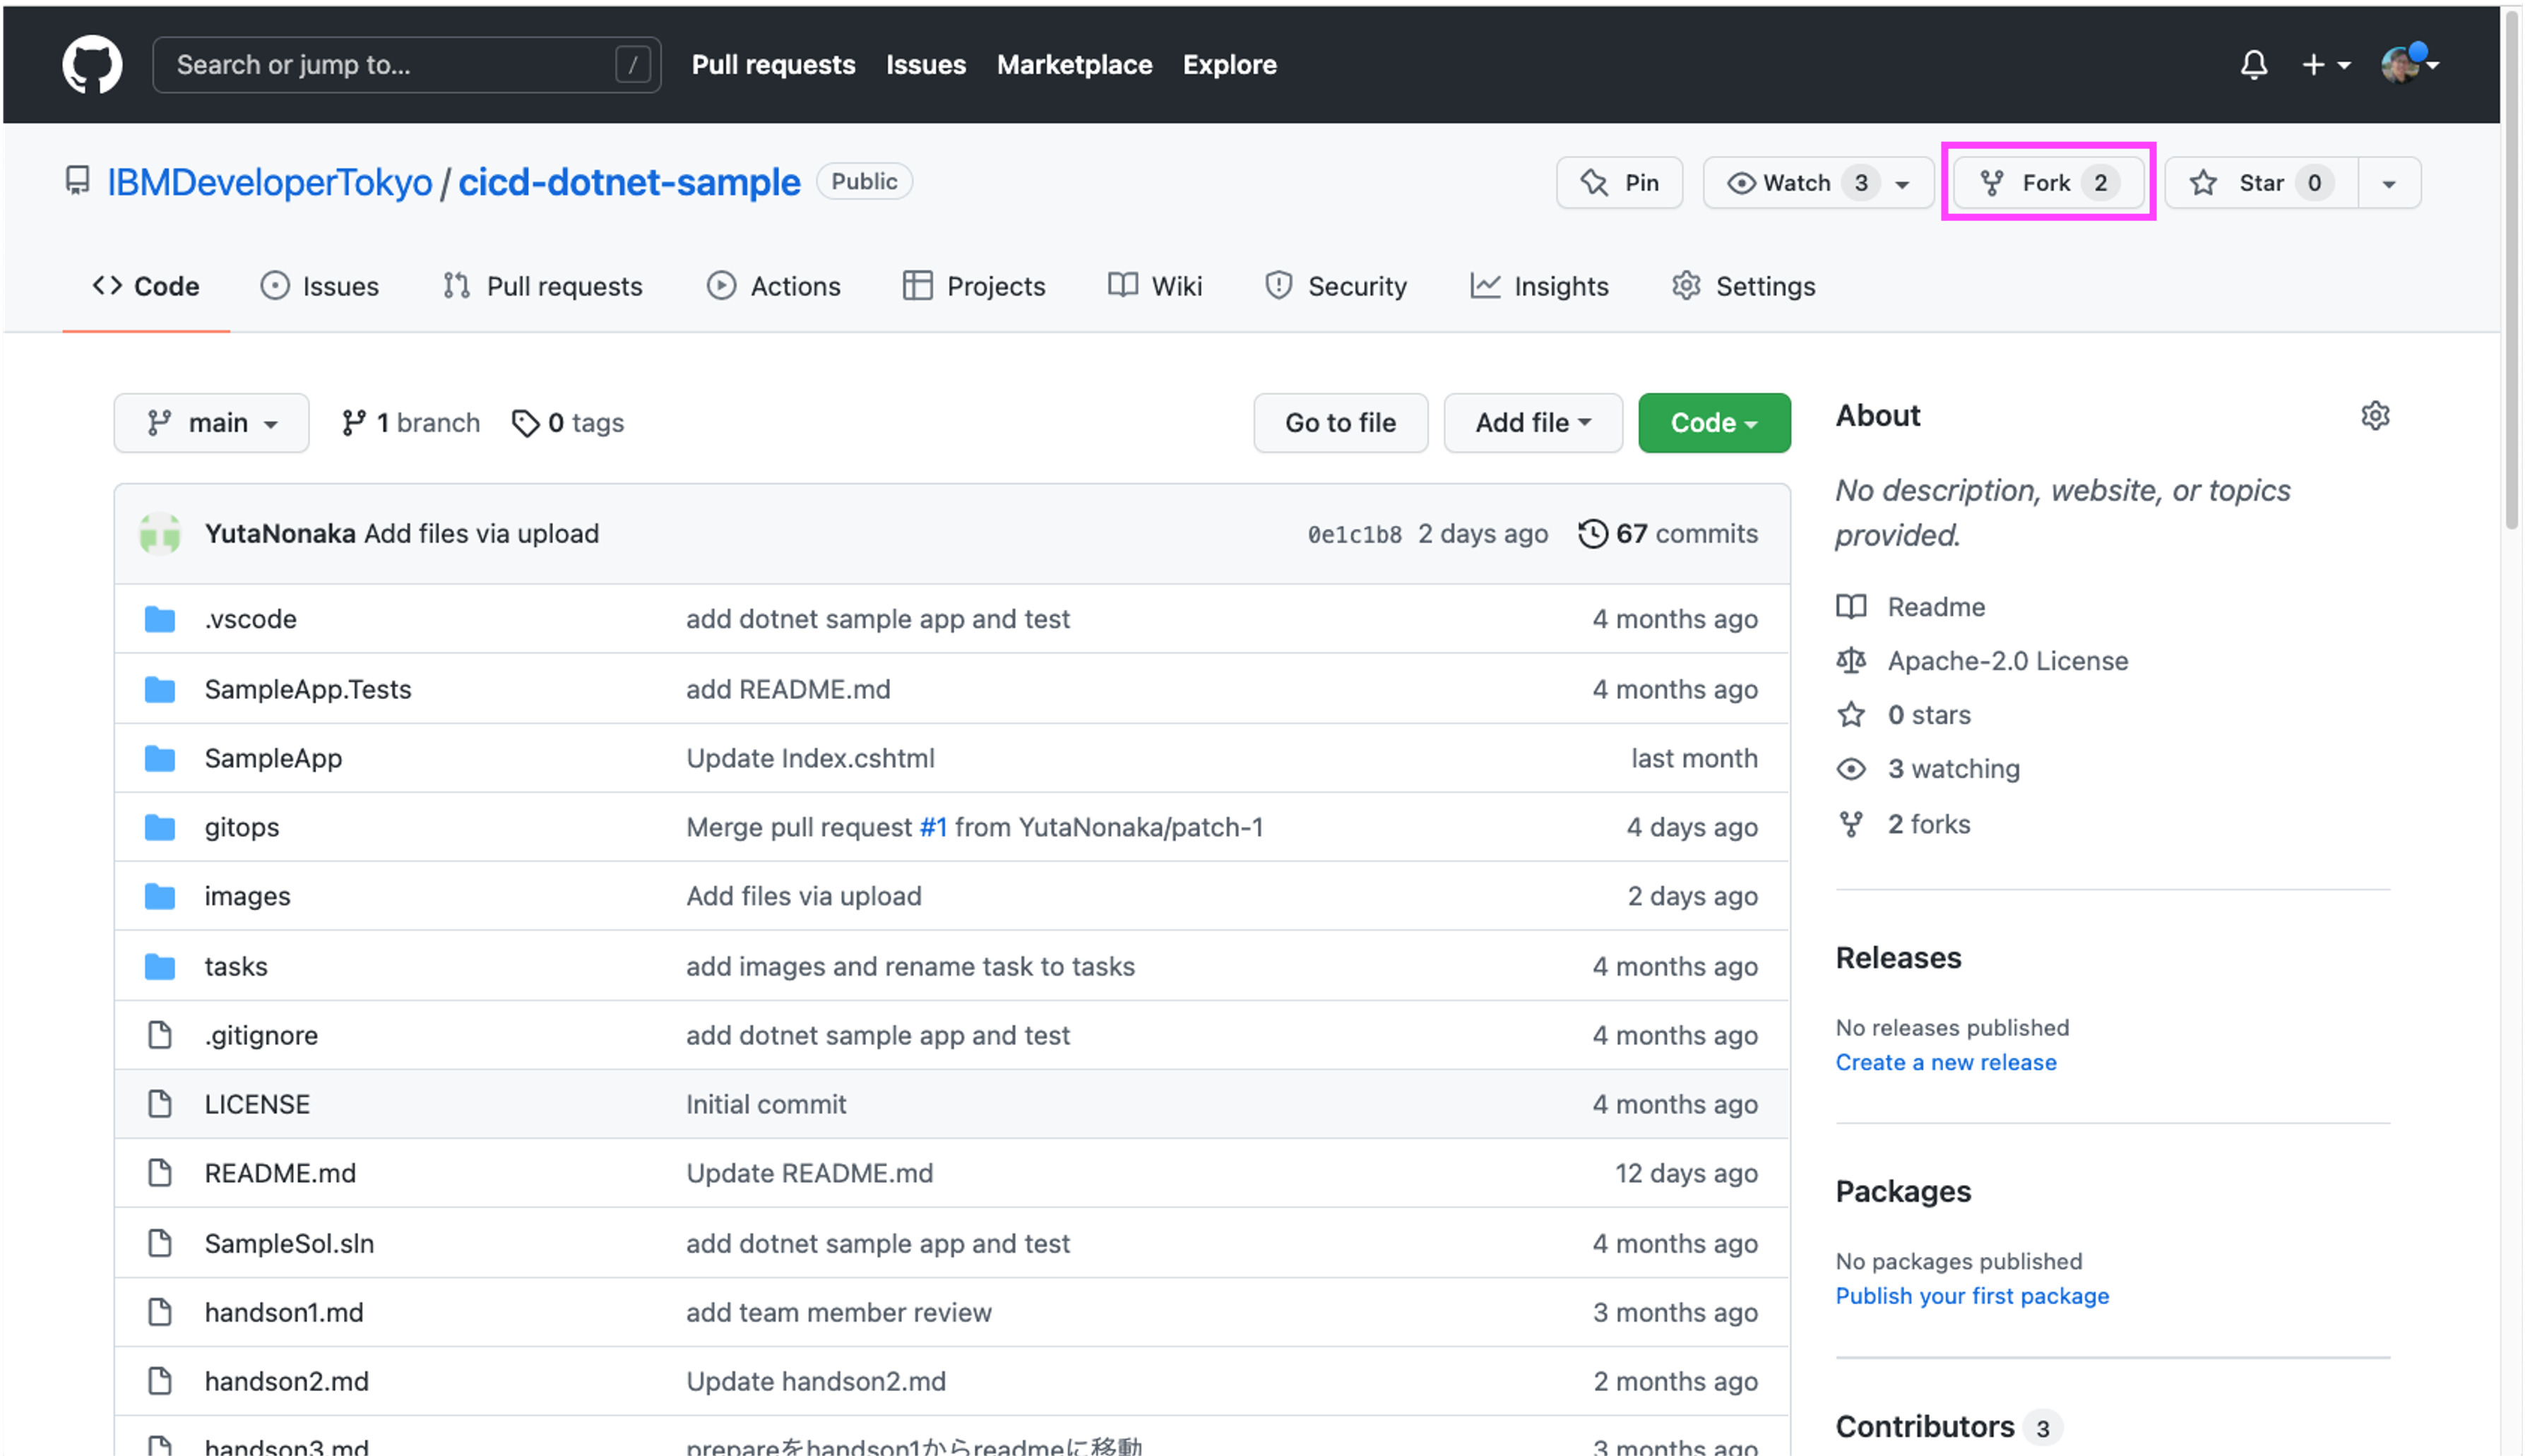 Search or jump to... /
Pull requests Issues Marketplace Explore
IBMDeveloperTokyo / cicd-dotnet-sample Public
Pin Watch 3 Fork 2 Star 0
Code Issues Pull requests Actions Projects Wiki Security Insights Settings
main 1 branch 0 tags
Go to file Add file Code
YutaNonaka Add files via upload 0e1c1b8 2 days ago 67 commits
.vscode add dotnet sample app and test 4 months ago
SampleApp.Tests add README.md 4 months ago
SampleApp Update Index.cshtml last month
gitops Merge pull request #1 from YutaNonaka/patch-1 4 days ago
images Add files via upload 2 days ago
tasks add images and rename task to tasks 4 months ago
.gitignore add dotnet sample app and test 4 months ago
LICENSE Initial commit 4 months ago
README.md Update README.md 12 days ago
SampleSol.sln add dotnet sample app and test 4 months ago
handson1.md add team member review 3 months ago
handson2.md Update handson2.md 2 months ago
handson3.md prepareをhandson1からreadmeに移動 3 months ago
About
No description, website, or topics
provided.
Readme
Apache-2.0 License
0 stars
3 watching
2 forks
Releases
No releases published
Create a new release
Packages
No packages published
Publish your first package
Contributors 3